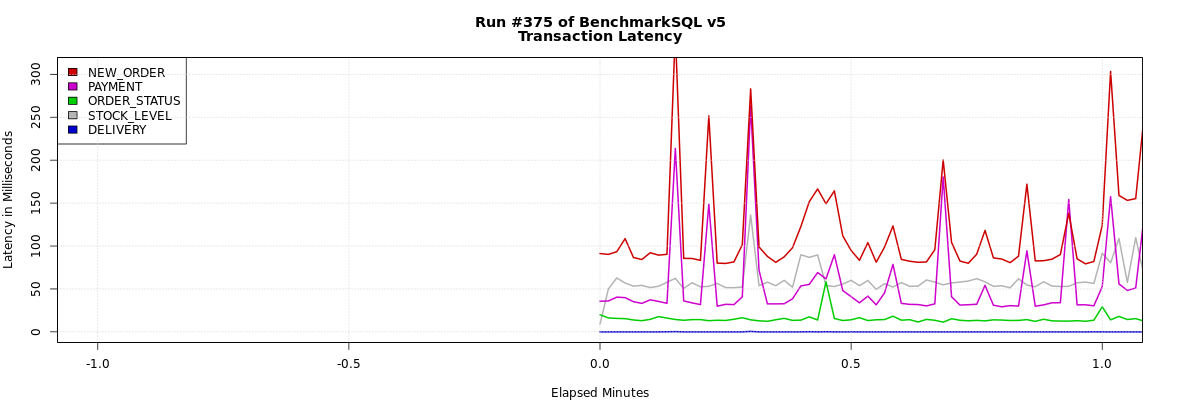 Run #375 of BenchmarkSQL v5
Transaction Latency
Latency in Milliseconds
300
250
200
150
100
50
0
NEW_ORDER
PAYMENT
ORDER_STATUS
STOCK_LEVEL
DELIVERY
-1.0
-0.5
0.0
0.5
1.0
Elapsed Minutes